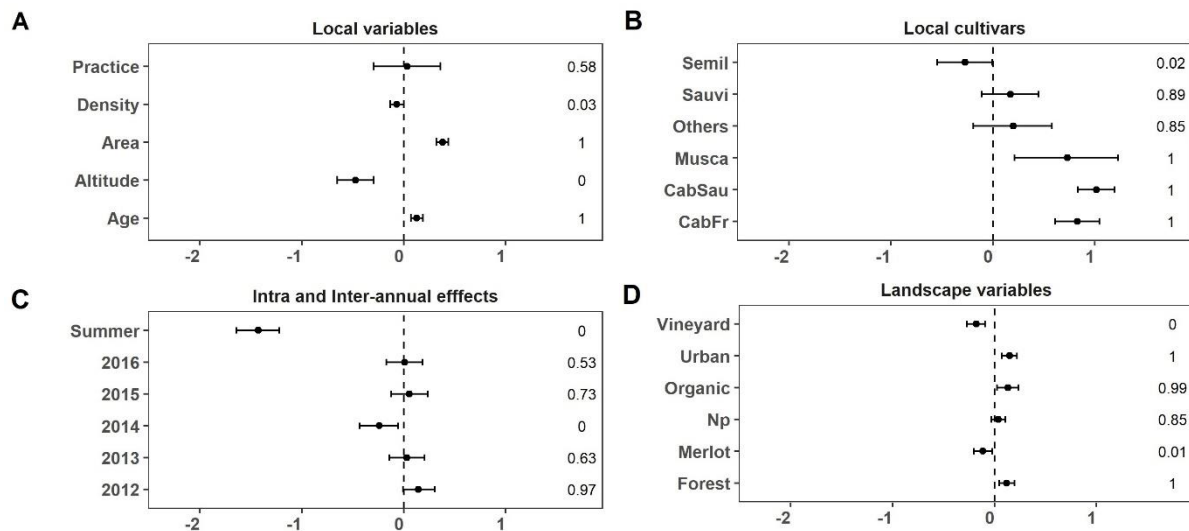 A
Local variables
Practice 0.58
Density 0.03
Area 1
Altitude 0
Age 1
-2 -1 0 1
B
Local cultivars
Semil 0.02
Sauvi 0.89
Others 0.85
Musca 1
CabSau 1
CabFr 1
-2 -1 0 1
C
Intra and Inter-annual efffects
Summer 0
2016 0.53
2015 0.73
2014 0
2013 0.63
2012 0.97
-2 -1 0 1
D
Landscape variables
Vineyard 0
Urban 1
Organic 0.99
Np 0.85
Merlot 0.01
Forest 1
-2 -1 0 1